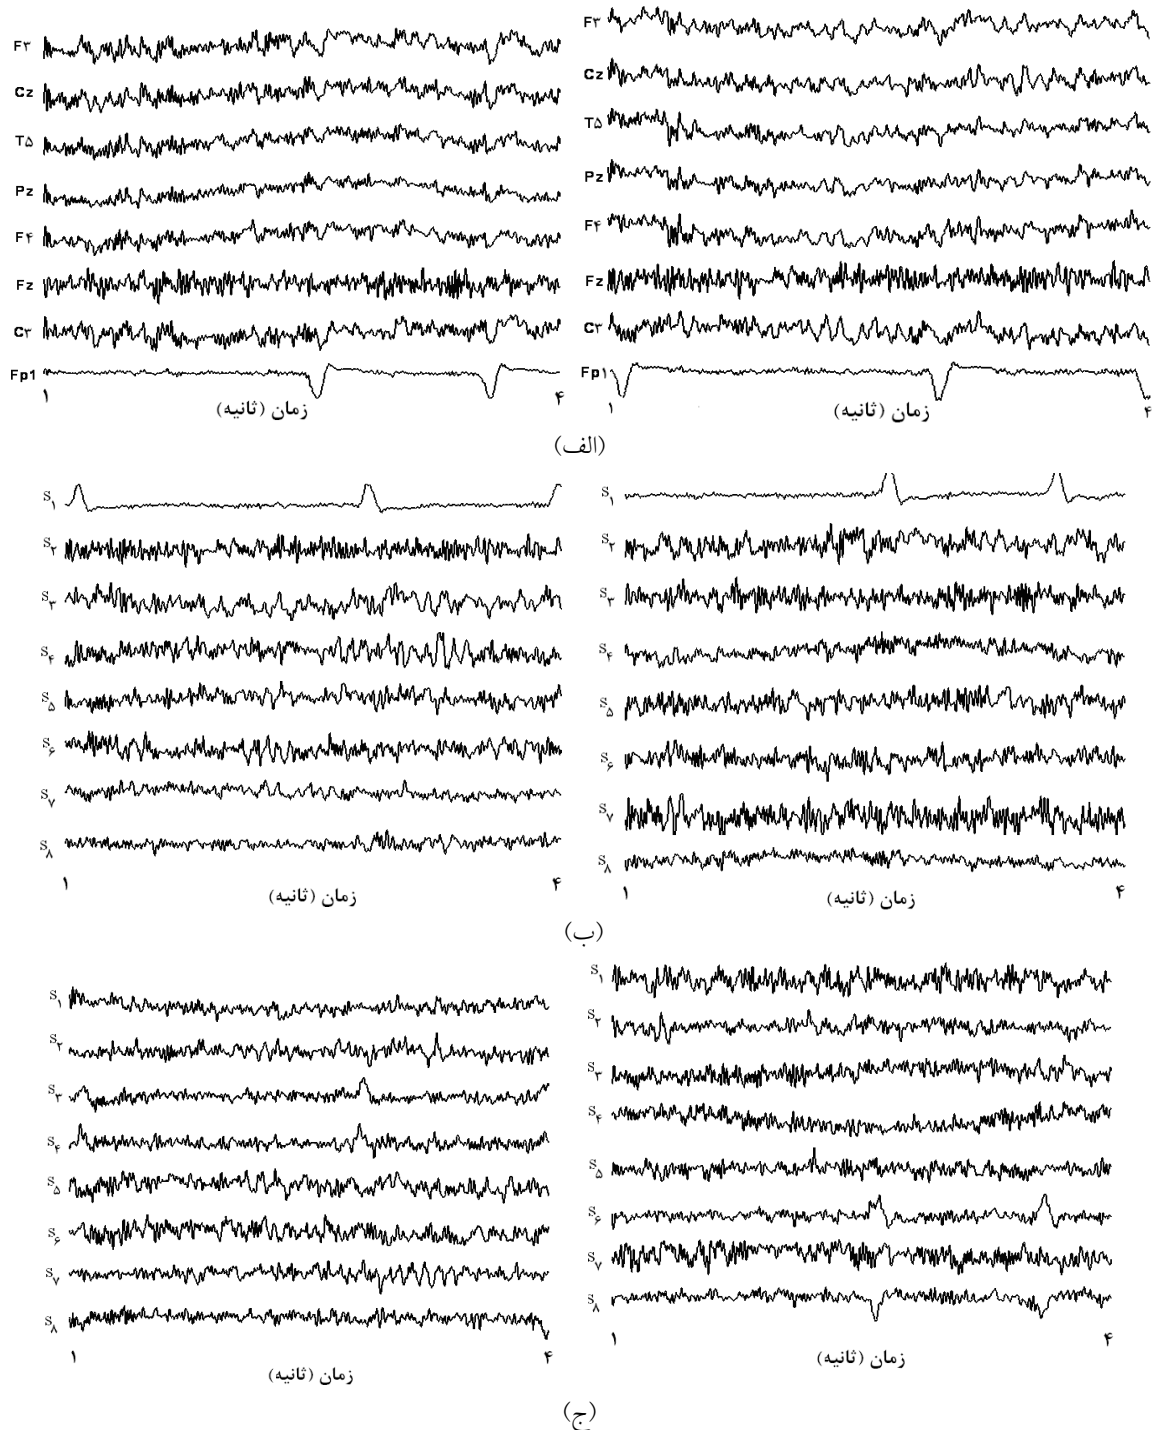 F۳
Cz
T۵
Pz
F۴
Fz
C۳
Fp1
۱ ۴
زمان (ثانیه)
F۳
Cz
T۵
Pz
F۴
Fz
C۳
Fp۱
۱ ۴
زمان (ثانیه)
(الف)
S۱
S۲
S۳
S۴
S۵
S۶
S۷
S۸
۱ ۴
زمان (ثانیه)
S۱
S۲
S۳
S۴
S۵
S۶
S۷
S۸
۱ ۴
زمان (ثانیه)
(ب)
S۱
S۲
S۳
S۴
S۵
S۶
S۷
S۸
۱ ۴
زمان (ثانیه)
S۱
S۲
S۳
S۴
S۵
S۶
S۷
S۸
۱ ۴
زمان (ثانیه)
(ج)